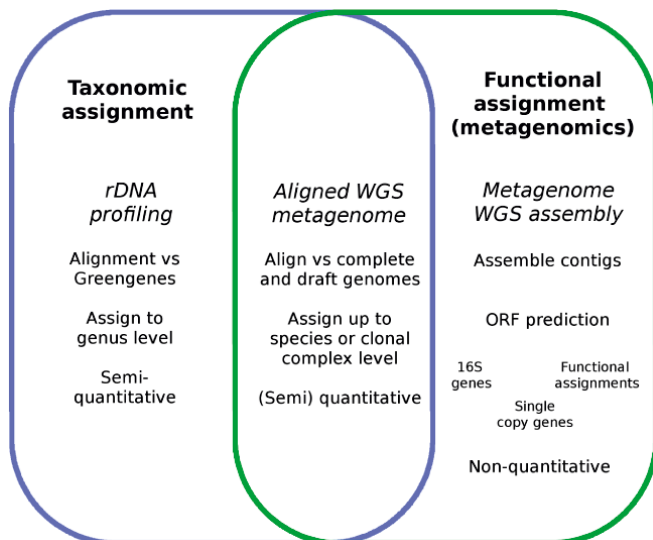 Taxonomic
assignment
rDNA
profiling
Alignment vs
Greengenes
Assign to
genus level
Semi-
quantitative
Aligned WGS
metagenome
Align vs complete
and draft genomes
Assign up to
species or clonal
complex level
(Semi) quantitative
Functional
assignment
(metagenomics)
Metagenome
WGS assembly
Assemble contigs
ORF prediction
16S
genes
Functional
assignments
Single
copy genes
Non-quantitative